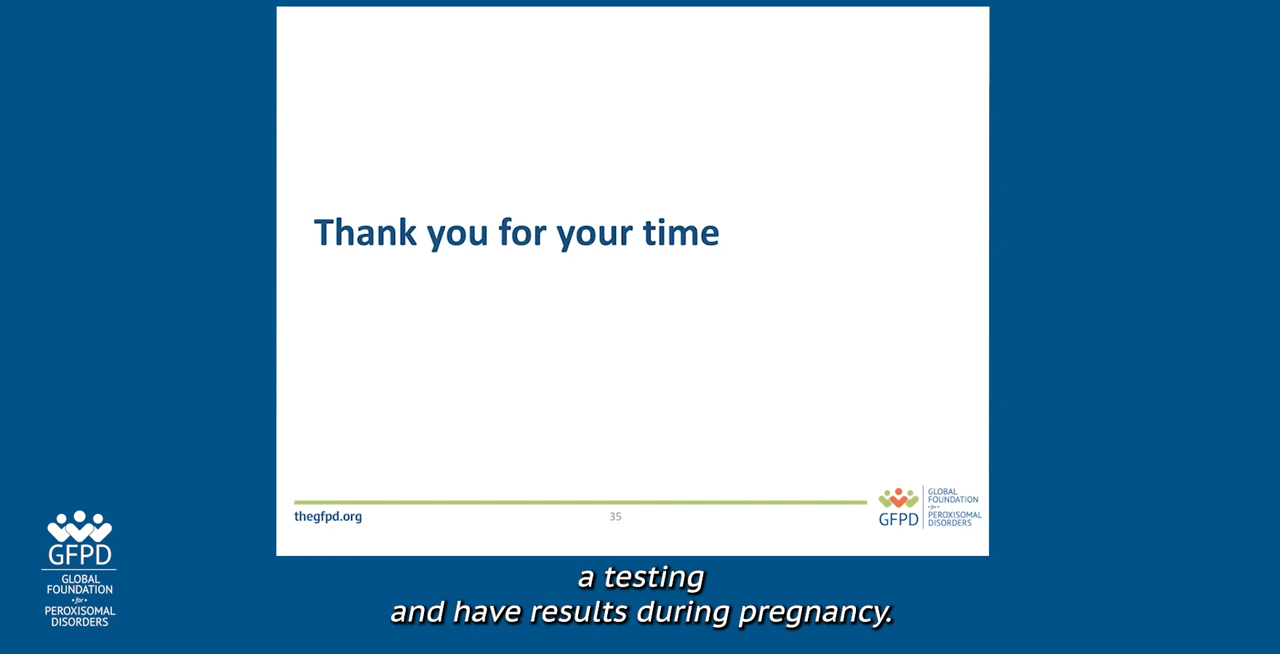 Thank you for your time
thegfpd.org
35
GFPD
GLOBAL
FOUNDATION
•for•
PEROXISOMAL
DISORDERS
GFPD
GLOBAL
FOUNDATION
•for•
PEROXISOMAL
DISORDERS
a testing
and have results during pregnancy.